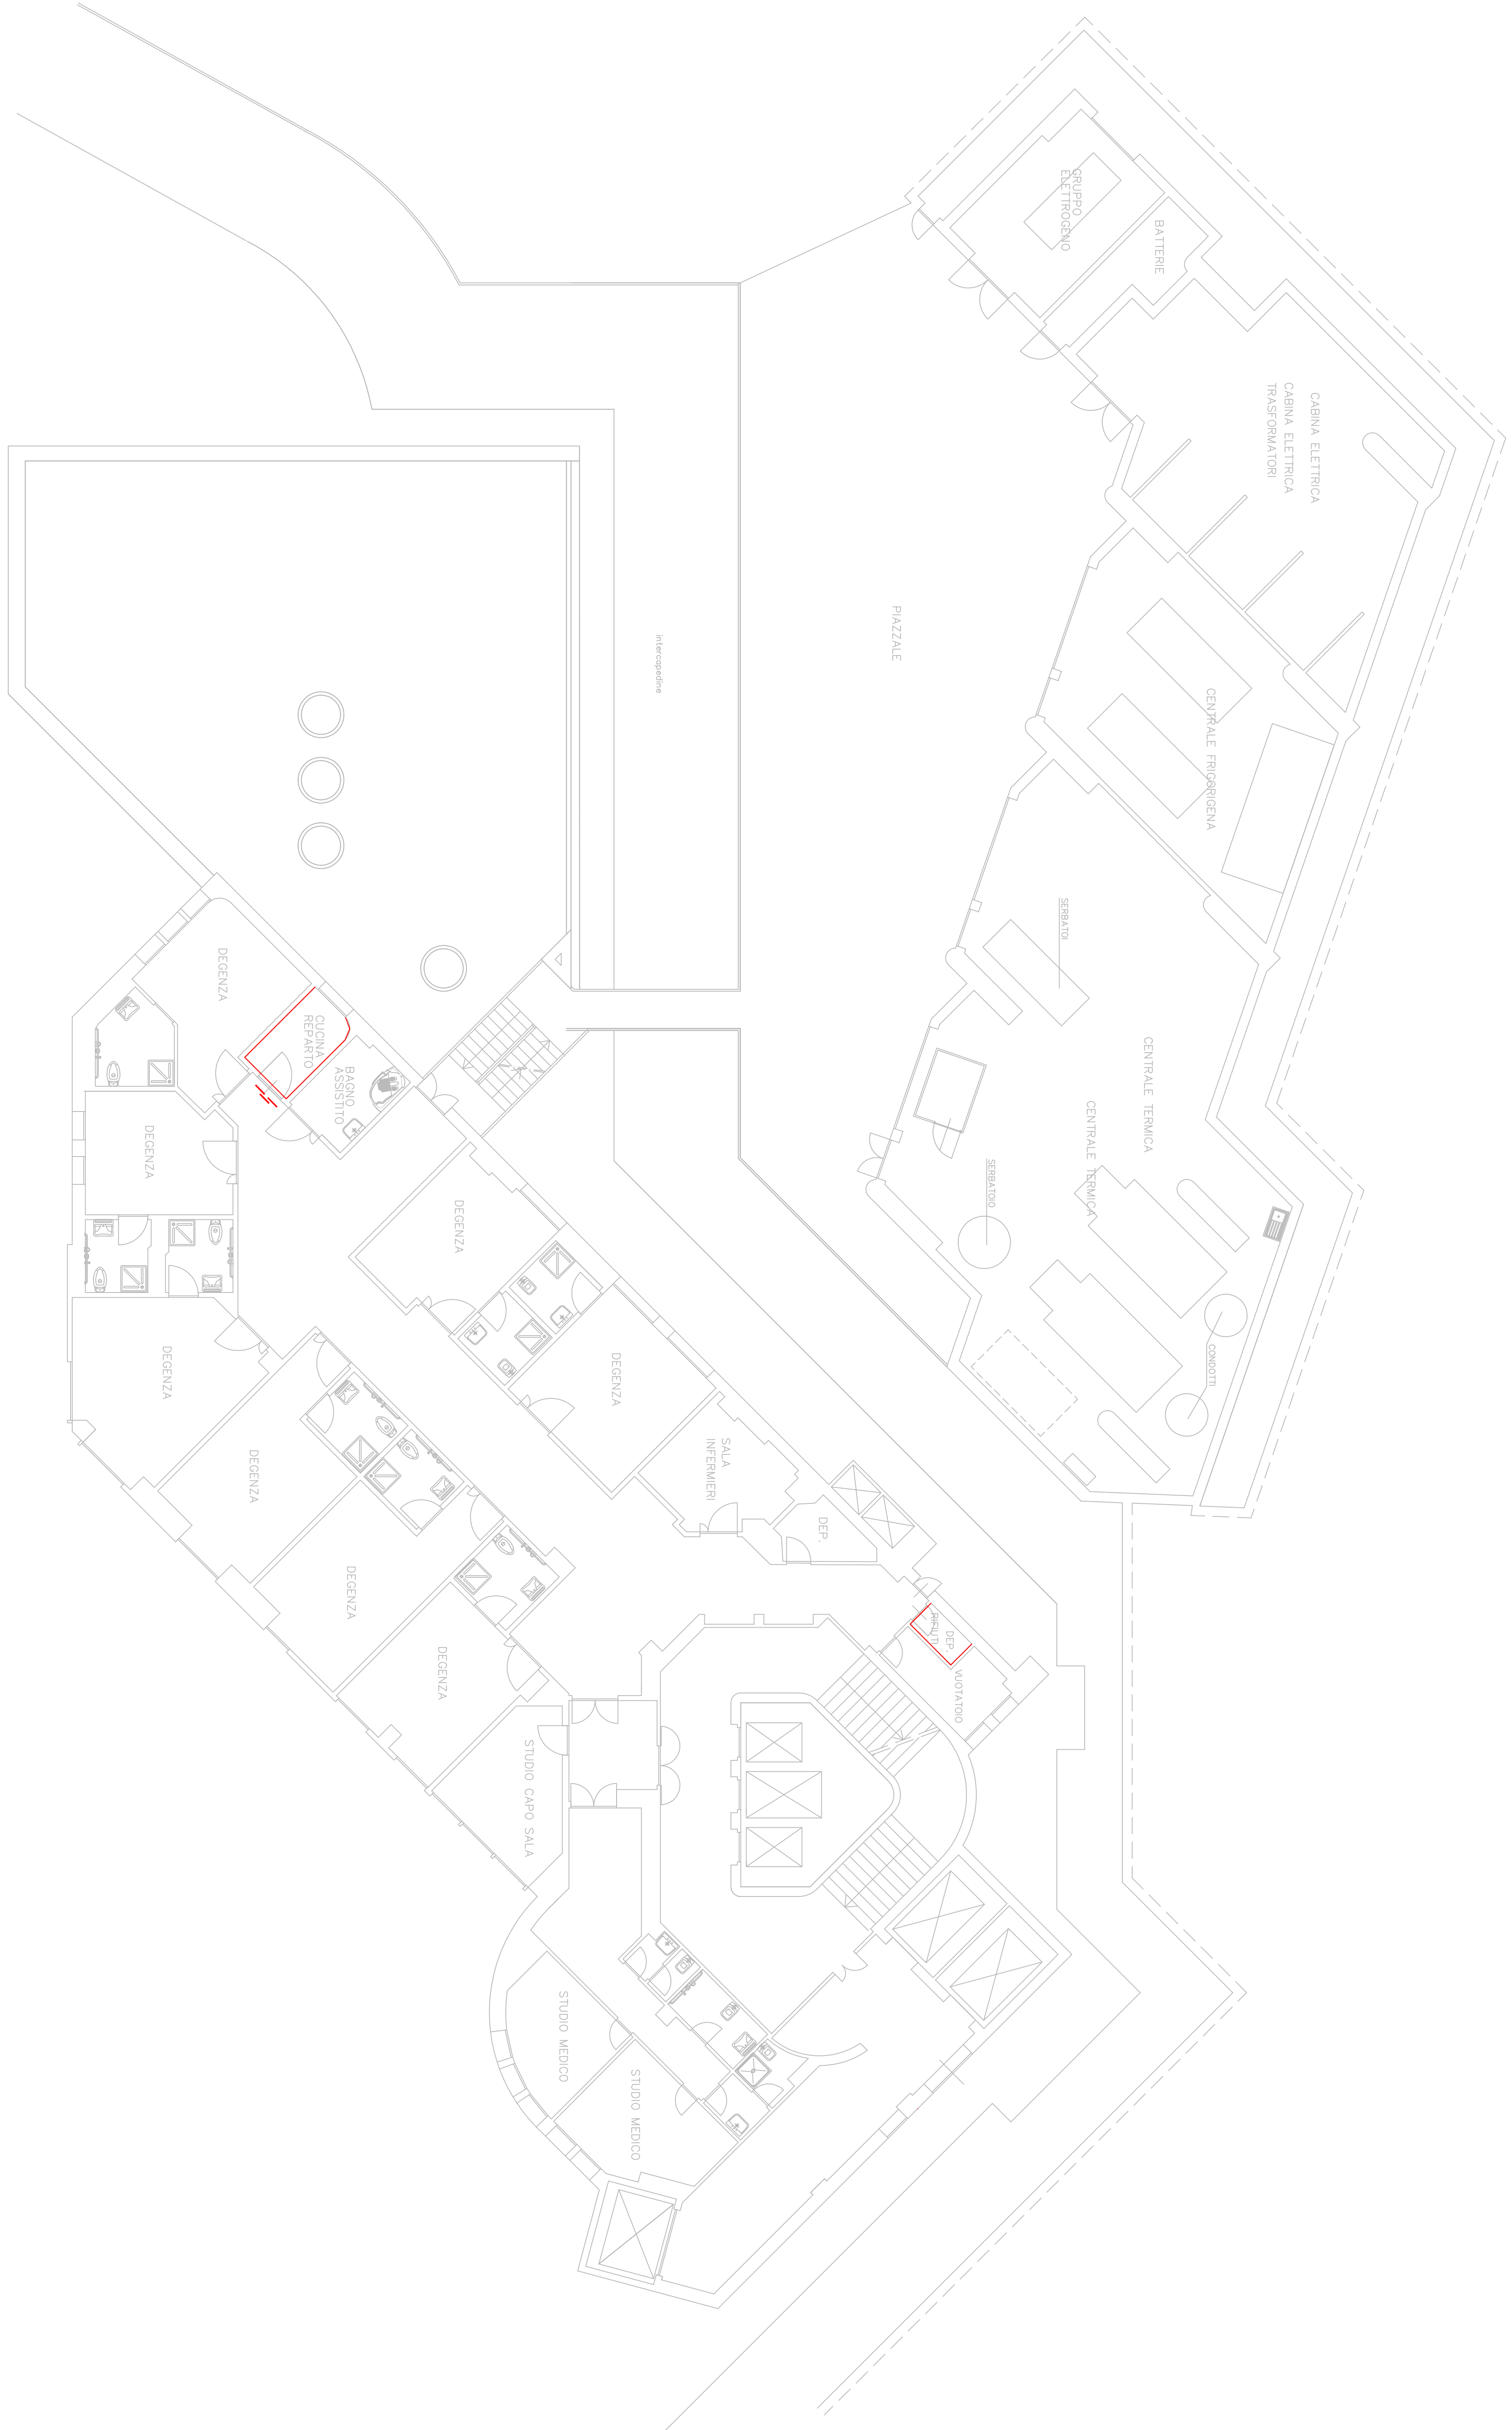 GRUPPO
ELETTROGENO
BATTERIE
CABINA ELETTRICA
CABINA ELETTRICA
TRASFORMATORI
PIAZZALE
intercapedine
CENTRALE FRIGORIGENA
SERBATOI
CENTRALE TERMICA
CENTRALE TERMICA
SERBATOIO
CONDOTTI
DEGENZA
CUCINA
REPARTO
BAGNO
ASSISTITO
DEGENZA
DEGENZA
DEGENZA
DEGENZA
SALA
INFERMIERI
DEP.
DEGENZA
DEGENZA
DEP.
RIFIUTI
VUOTATOIO
DEGENZA
STUDIO CAPO SALA
STUDIO MEDICO
STUDIO MEDICO